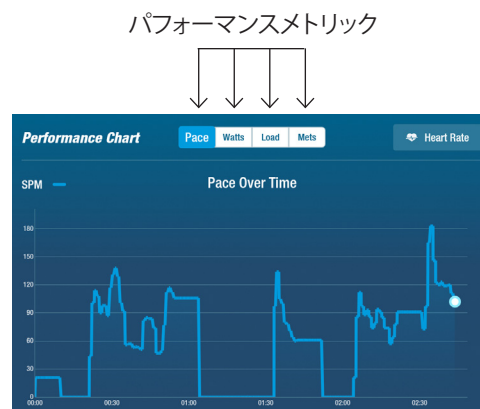 パフォーマンスメトリック
Performance Chart
Pace Watts Load Mets
Heart Rate
SPM
Pace Over Time
180
150
120
90
60
30
0
00:00 00:30 01:00 01:30 02:00 02:30